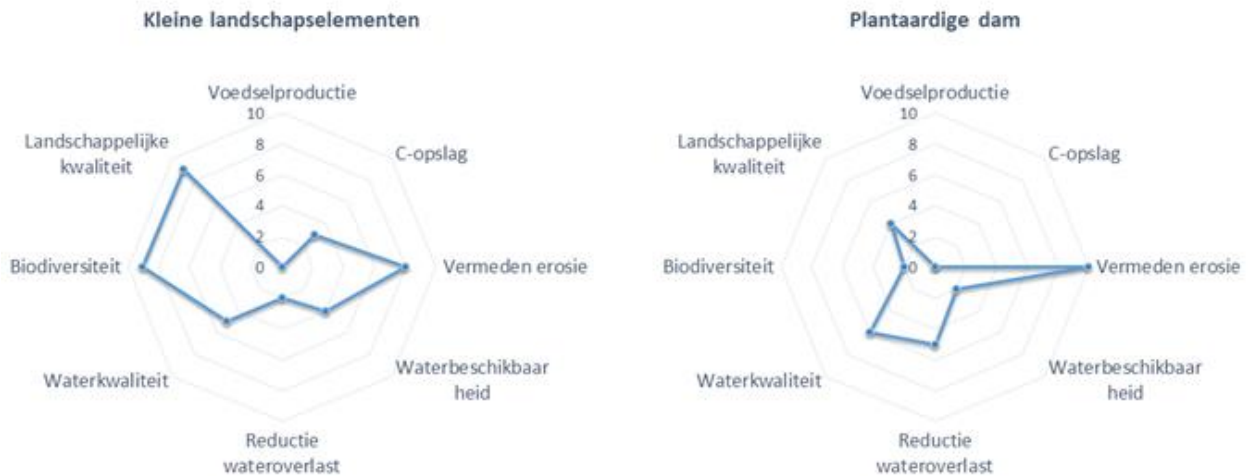 Kleine landschapselementen
Voedselproductie
10
8
6
4
2
0
C-opslag
Vermeden erosie
Waterbeschikbaar
heid
Reductie
wateroverlast
Waterkwaliteit
Biodiversiteit
Landschappelijke
kwaliteit
Plantaardige dam
Voedselproductie
10
8
6
4
2
0
C-opslag
Vermeden erosie
Waterbeschikbaar
heid
Reductie
wateroverlast
Waterkwaliteit
Biodiversiteit
Landschappelijke
kwaliteit